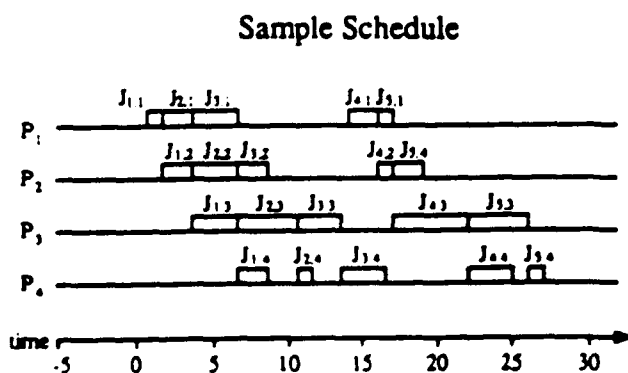 Sample Schedule
J1,1 J2,1 J3,1 J4,1 J5,1
P1
J1,2 J2,2 J3,2 J4,2 J5,4
P2
J1,3 J2,3 J3,3 J4,3 J5,3
P3
J1,4 J2,4 J3,4 J4,4 J5,4
P4
time
-5 0 5 10 15 20 25 30